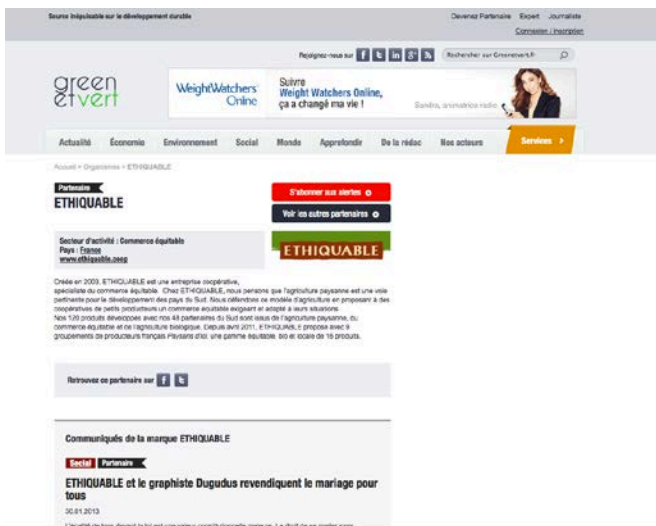 Source inépuisable sur le développement durable
Devenez Partenaire Expert Journaliste
Connexion / Inscription
Rejoignez-nous sur
Rechercher sur Greenetvert.fr
green
et vert
WeightWatchers
Online
Suivre
Weight Watchers Online,
ça a changé ma vie !
Sandra, animatrice radio
Actualité Économie Environnement Social Monde Approfondir De la rédac Nos acteurs Services >
Accueil > Organismes > ETHIQUABLE
Partenaire
ETHIQUABLE
S'abonner aux alertes
Voir les autres partenaires
Secteur d'activité : Commerce équitable
Pays : France
www.ethiquable.coop
ETHIQUABLE
Créée en 2003, ETHIQUABLE est une entreprise coopérative,
spécialiste du commerce équitable. Chez ETHIQUABLE, nous pensons que l'agriculture paysanne est une voie
pertinente pour le développement des pays du Sud. Nous défendons ce modèle d'agriculture en proposant à des
coopératives de petits producteurs un commerce équitable exigeant et adapté à leurs situations.
Nos 120 produits développés avec nos 48 partenaires du Sud sont issus de l'agriculture paysanne, du
commerce équitable et de l'agriculture biologique. Depuis avril 2011, ETHIQUABLE propose avec 9
groupements de producteurs français Paysans d'ici, une gamme équitable, bio et locale de 16 produits.
Retrouvez ce partenaire sur
Communiqués de la marque ETHIQUABLE
Social Partenaire
ETHIQUABLE et le graphiste Dugudus revendiquent le mariage pour
tous
30.01.2013